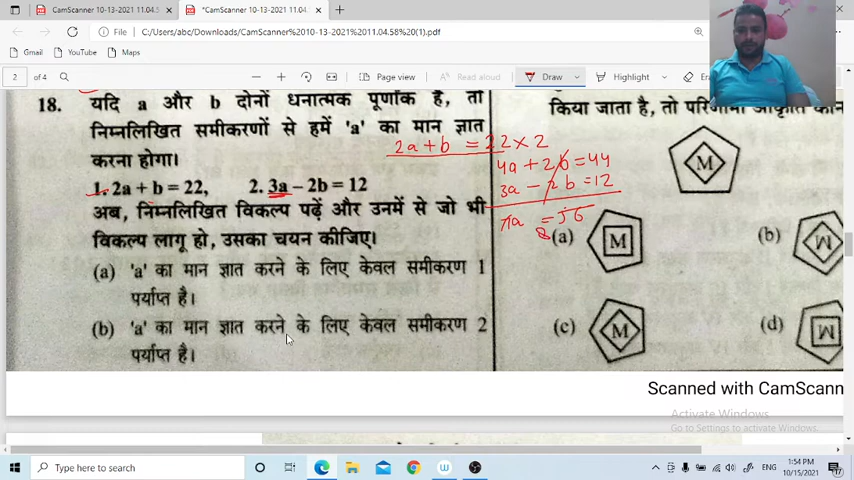 CamScanner 10-13-2021 11.04.5
*CamScanner 10-13-2021 11.04.
File
C:/Users/abc/Downloads/CamScanner%2010-13-2021%2011.04.58%20(1).pdf
Gmail
YouTube
Maps
2
of 4
Page view
Read aloud
Draw
Highlight
18. यदि a और b दोनों धनात्मक पूर्णांक हैं, तो
निम्नलिखित समीकरणों से हमें 'a' का मान ज्ञात
करना होगा।
1. 2a + b = 22, 2. 3a – 2b = 12
अब, निम्नलिखित विकल्प पढ़ें और उनमें से जो भी
विकल्प लागू हो, उसका चयन कीजिए।
(a) 'a' का मान ज्ञात करने के लिए केवल समीकरण 1
पर्याप्त है।
(b) 'a' का मान ज्ञात करने के लिए केवल समीकरण 2
पर्याप्त है।
2a + b = 22 × 2
4a + 2b = 44
3a – 2b = 12
7a = 56
8
किया जाता है, तो परिणामी आकृति
M
(a) M
(b) M
(c) M
(d) M
Scanned with CamScann
Activate Windows
Go to Settings to activate Windows.
Type here to search
ENG
1:54 PM
10/15/2021